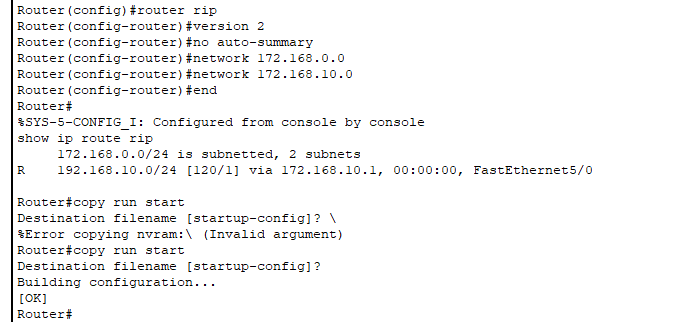 Router(config)#router rip
Router(config-router)#version 2
Router(config-router)#no auto-summary
Router(config-router)#network 172.168.0.0
Router(config-router)#network 172.168.10.0
Router(config-router)#end
Router#
%SYS-5-CONFIG_I: Configured from console by console
show ip route rip
     172.168.0.0/24 is subnetted, 2 subnets
R    192.168.10.0/24 [120/1] via 172.168.10.1, 00:00:00, FastEthernet5/0

Router#copy run start
Destination filename [startup-config]? \
%Error copying nvram:\ (Invalid argument)
Router#copy run start
Destination filename [startup-config]?
Building configuration...
[OK]
Router#